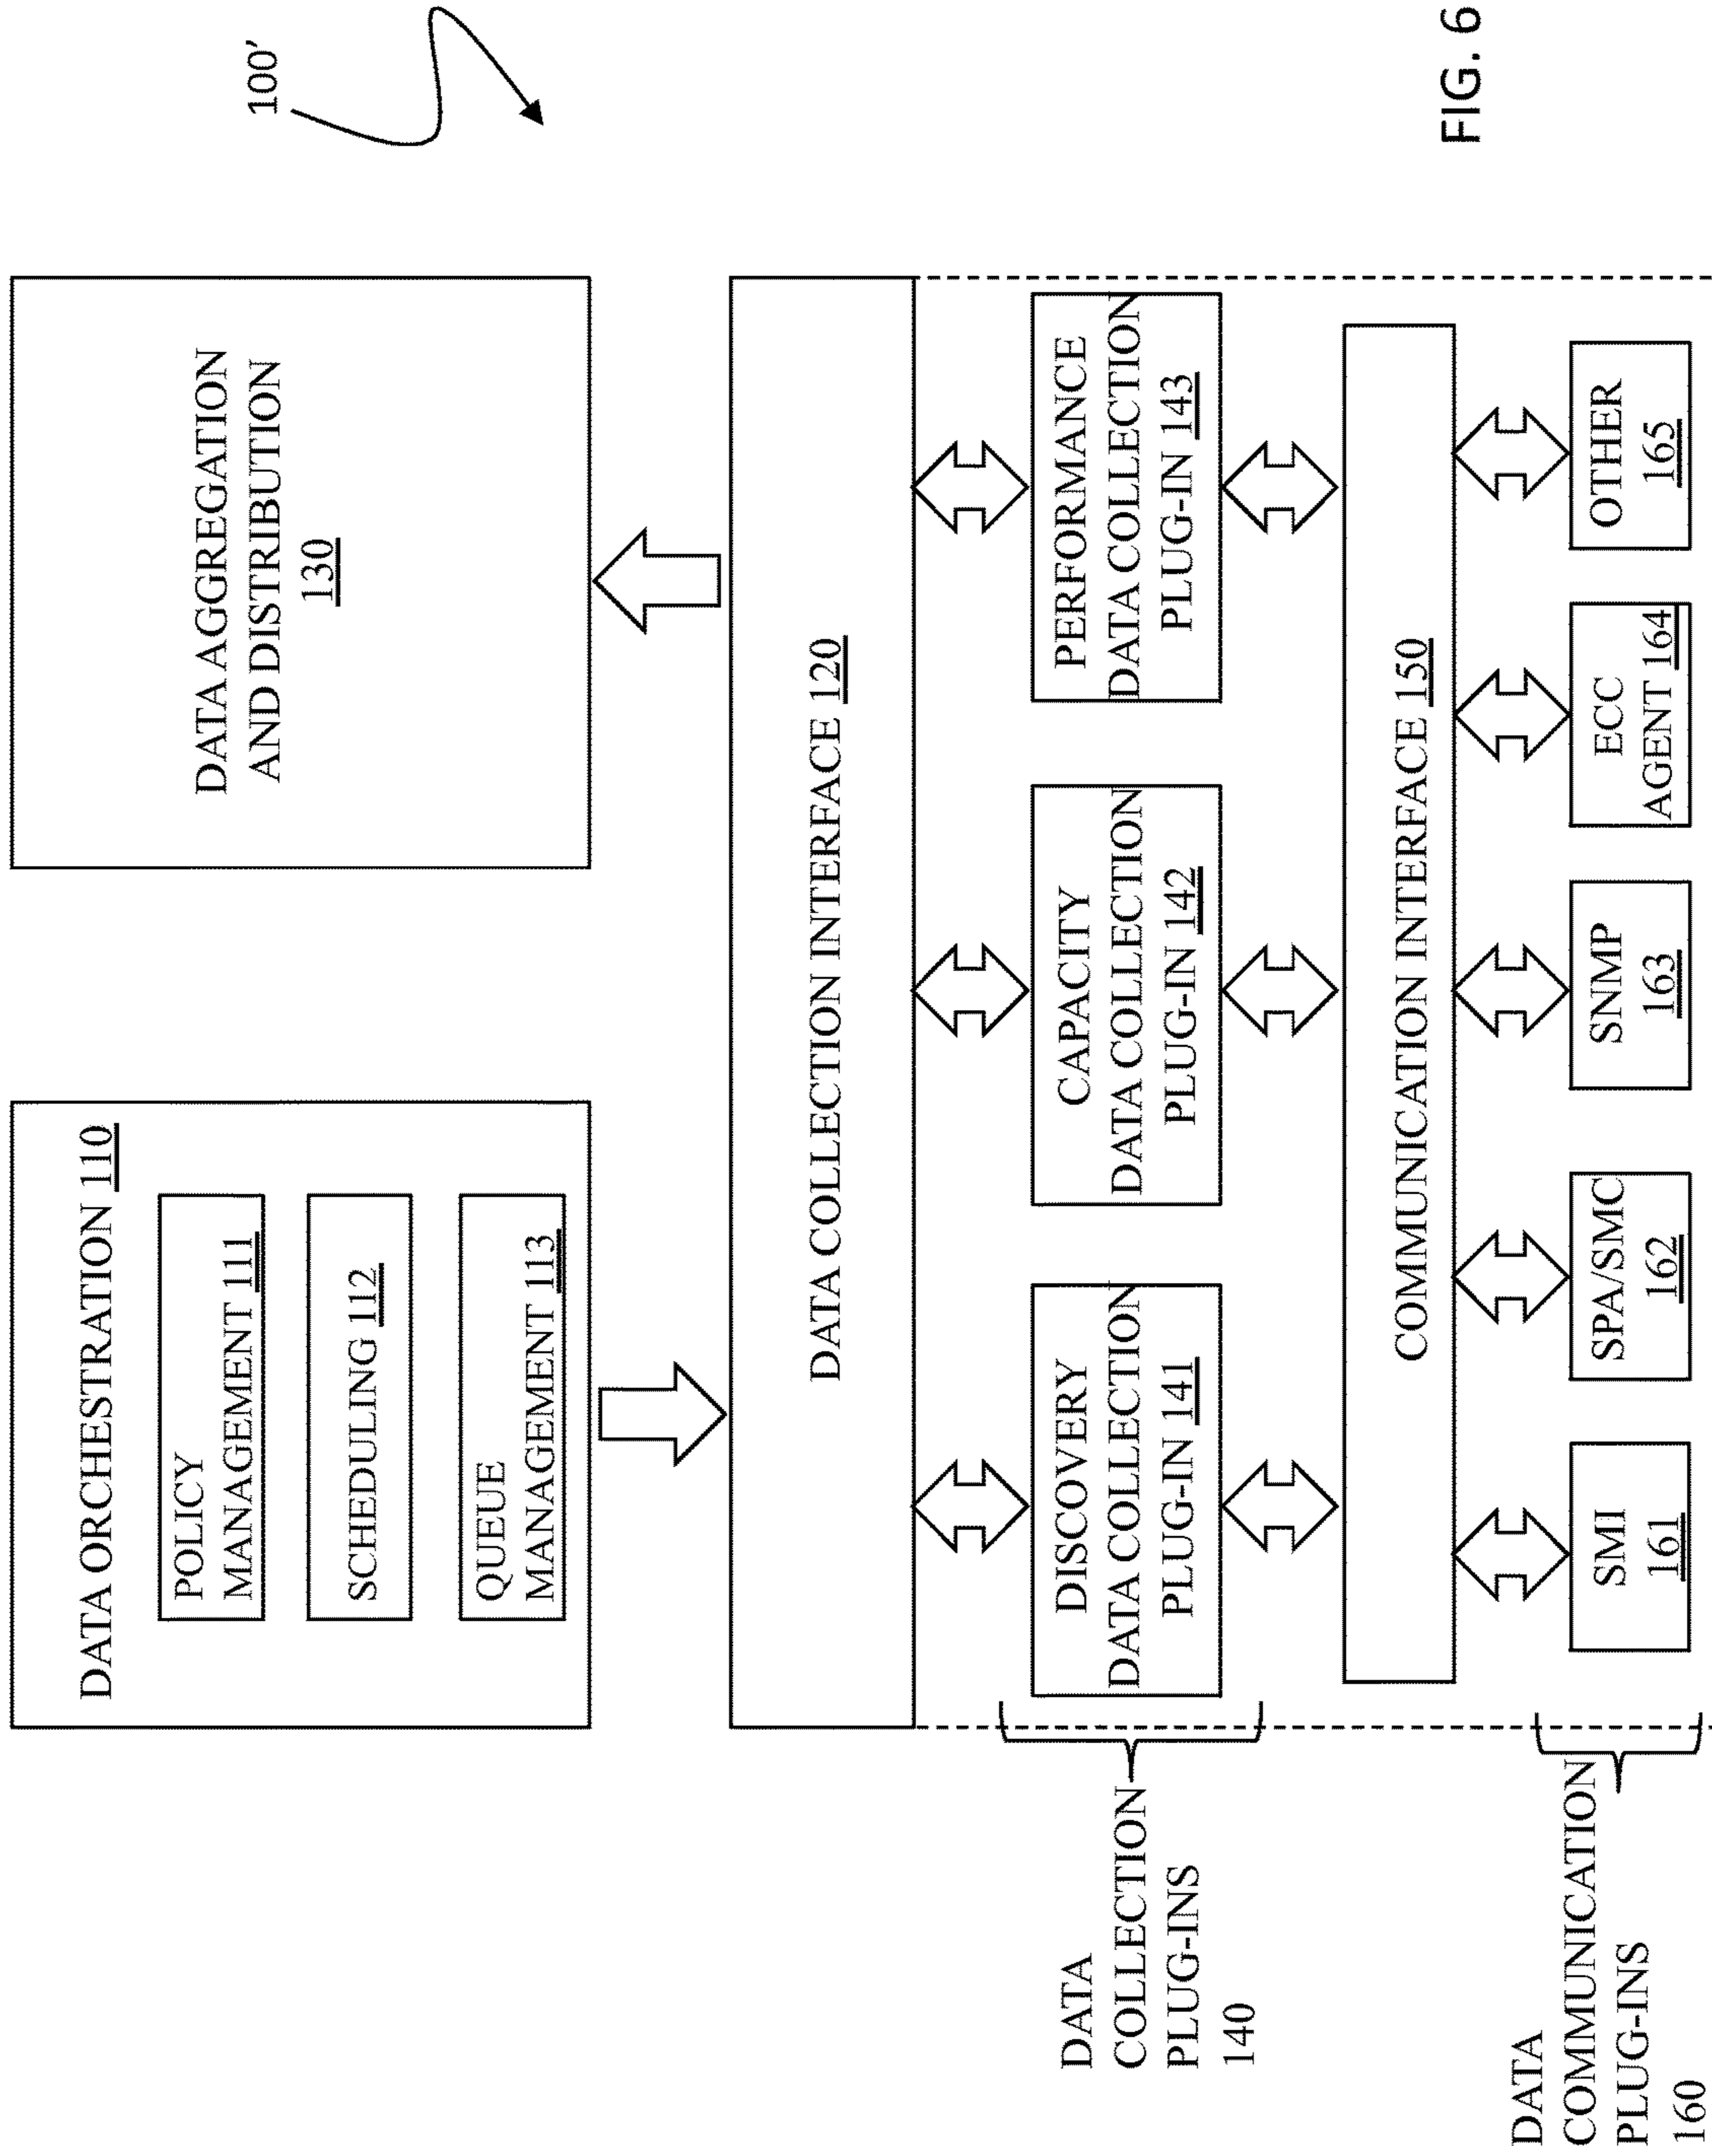 100'
DATA ORCHESTRATION 110
POLICY
MANAGEMENT 111
SCHEDULING 112
QUEUE
MANAGEMENT 113
DATA AGGREGATION
AND DISTRIBUTION
130
DATA COLLECTION INTERFACE 120
DATA
COLLECTION
PLUG-INS
140
DISCOVERY
DATA COLLECTION
PLUG-IN 141
CAPACITY
DATA COLLECTION
PLUG-IN 142
PERFORMANCE
DATA COLLECTION
PLUG-IN 143
COMMUNICATION INTERFACE 150
DATA
COMMUNICATION
PLUG-INS
160
SMI
161
SPA/SMC
162
SNMP
163
ECC
AGENT 164
OTHER
165
FIG. 6